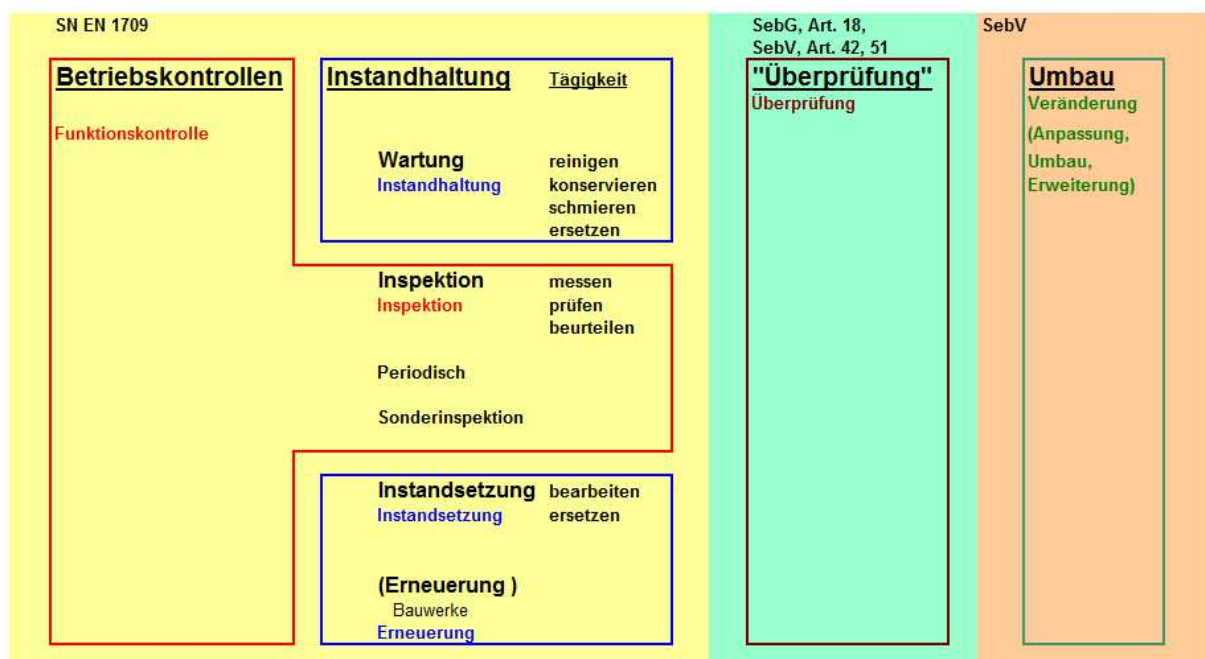 SN EN 1709
SebG, Art. 18,
SebV, Art. 42, 51
SebV
Betriebskontrollen
Funktionskontrolle
Instandhaltung Tägigkeit
Wartung reinigen
Instandhaltung konservieren
schmieren
ersetzen
Inspektion messen
Inspektion prüfen
beurteilen
Periodisch
Sonderinspektion
Instandsetzung bearbeiten
Instandsetzung ersetzen
(Erneuerung )
Bauwerke
Erneuerung
"Überprüfung"
Überprüfung
Umbau
Veränderung
(Anpassung,
Umbau,
Erweiterung)